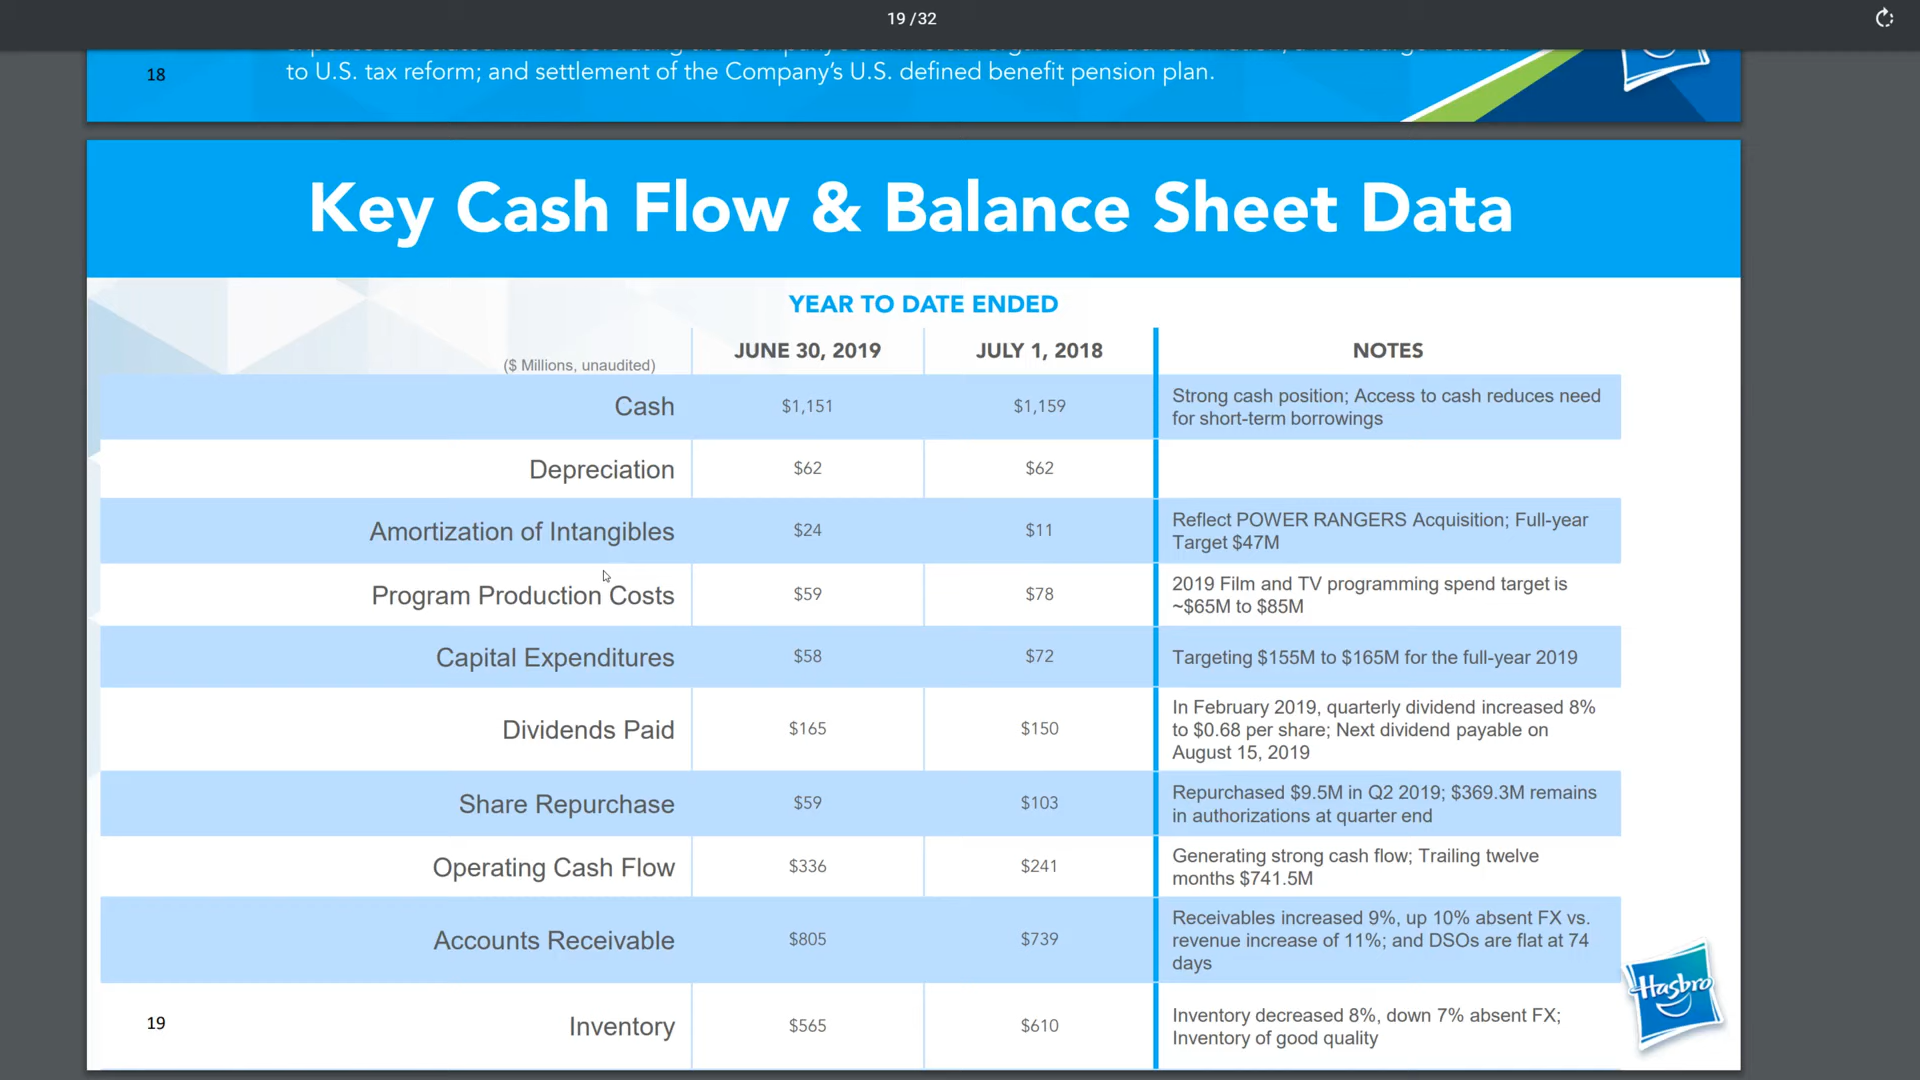 19 / 32
18
to U.S. tax reform; and settlement of the Company's U.S. defined benefit pension plan.
Key Cash Flow & Balance Sheet Data
YEAR TO DATE ENDED
($ Millions, unaudited) JUNE 30, 2019 JULY 1, 2018 NOTES
Cash $1,151 $1,159 Strong cash position; Access to cash reduces need
for short-term borrowings
Depreciation $62 $62
Amortization of Intangibles $24 $11 Reflect POWER RANGERS Acquisition; Full-year
Target $47M
Program Production Costs $59 $78 2019 Film and TV programming spend target is
~$65M to $85M
Capital Expenditures $58 $72 Targeting $155M to $165M for the full-year 2019
Dividends Paid $165 $150 In February 2019, quarterly dividend increased 8%
to $0.68 per share; Next dividend payable on
August 15, 2019
Share Repurchase $59 $103 Repurchased $9.5M in Q2 2019; $369.3M remains
in authorizations at quarter end
Operating Cash Flow $336 $241 Generating strong cash flow; Trailing twelve
months $741.5M
Accounts Receivable $805 $739 Receivables increased 9%, up 10% absent FX vs.
revenue increase of 11%; and DSOs are flat at 74
days
Inventory $565 $610 Inventory decreased 8%, down 7% absent FX;
Inventory of good quality
Hasbro
19